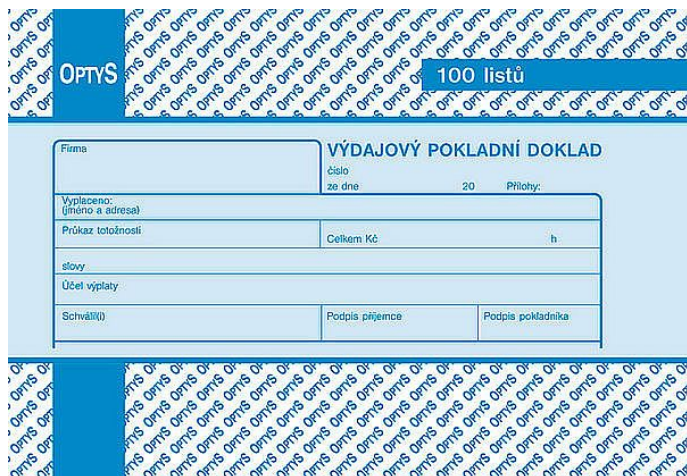 OPTYS
100 listů
Firma
VÝDAJOVÝ POKLADNÍ DOKLAD
číslo
ze dne 20 Přílohy:
Vyplaceno:
(jméno a adresa)
Průkaz totožnosti
Celkem Kč h
slovy
Účel výplaty
Schválil(i)
Podpis příjemce
Podpis pokladníka